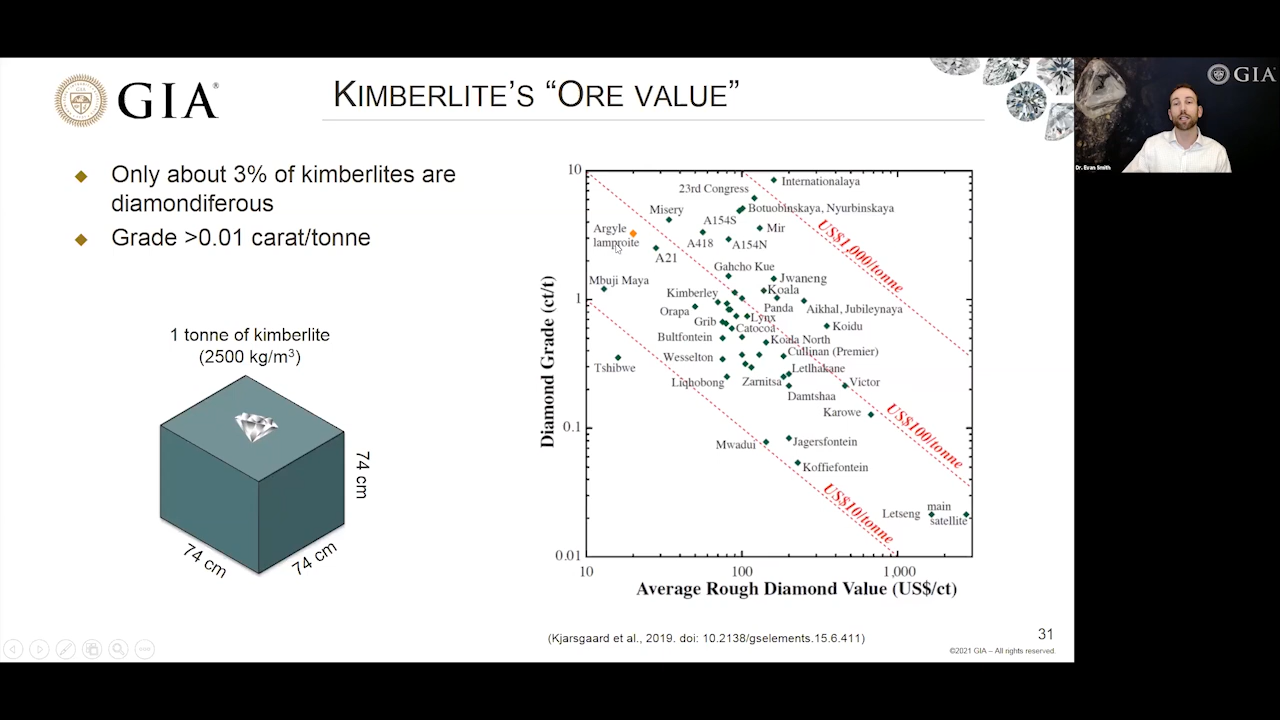 GIA®
KIMBERLITE'S “ORE VALUE”
GIA
Dr. Evan Smith
Only about 3% of kimberlites are
diamondiferous
Grade >0.01 carat/tonne
1 tonne of kimberlite
(2500 kg/m³)
74 cm
74 cm
74 cm
Diamond Grade (ct/t)
10
1
0.1
0.01
Internationalaya
23rd Congress
Misery
A154S
Botuobinskaya, Nyurbinskaya
Argyle
lamproite
A418
A154N
Mir
US$1,000/tonne
A21
Gahcho Kue
Mbuji Maya
Jwaneng
Kimberley
Koala
Orapa
Panda
Aikhal, Jubileynaya
Grib
Lynx
Catocoa
Koidu
Bultfontein
Koala North
Wesselton
Cullinan (Premier)
Tshibwe
Letlhakane
Liqhobong
Zarnitsa
Victor
Damtshaa
Karowe
US$100/tonne
Mwadui
Jagersfontein
Koffiefontein
US$10/tonne
Letseng
main
satellite
10
100
1,000
Average Rough Diamond Value (US$/ct)
(Kjarsgaard et al., 2019. doi: 10.2138/gselements.15.6.411)
31
©2021 GIA – All rights reserved.